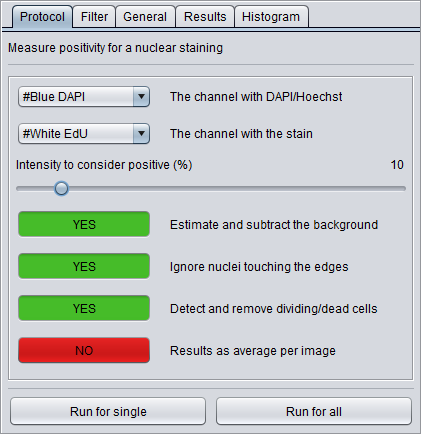 Protocol Filter General Results Histogram
Measure positivity for a nuclear staining
#Blue DAPI The channel with DAPI/Hoechst
#White EdU The channel with the stain
Intensity to consider positive (%) 10
YES Estimate and subtract the background
YES Ignore nuclei touching the edges
YES Detect and remove dividing/dead cells
NO Results as average per image
Run for single Run for all